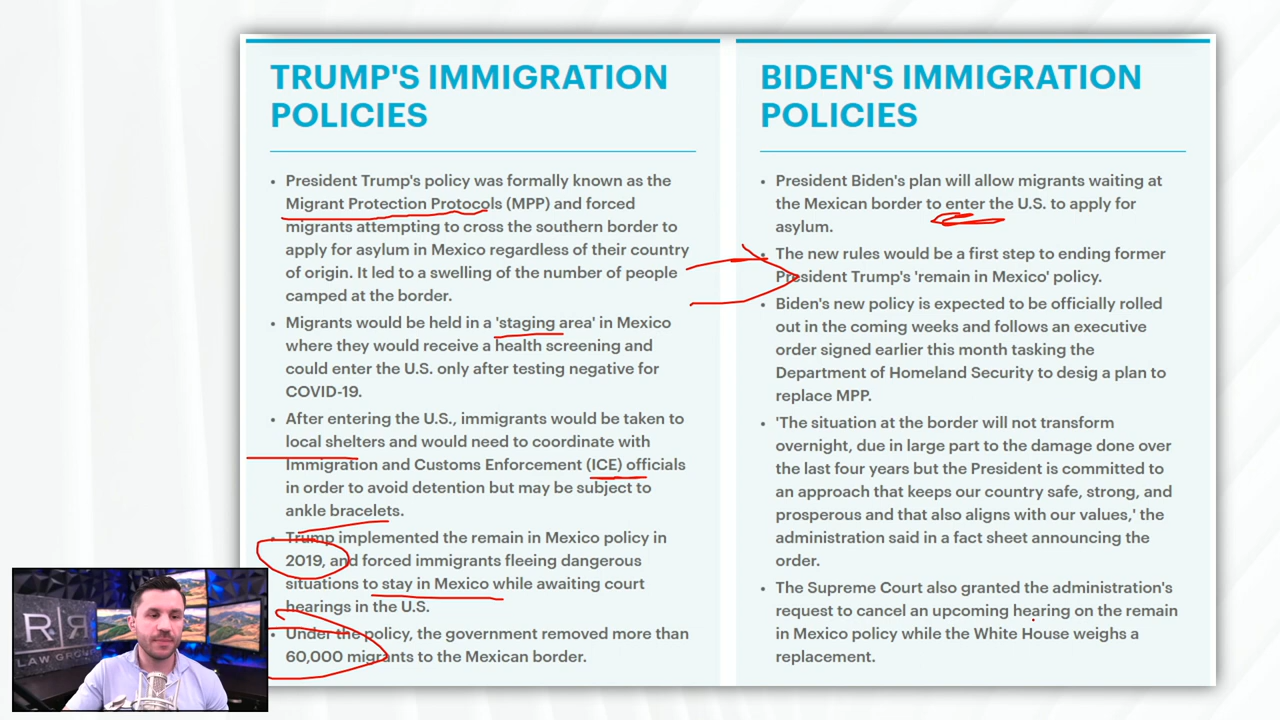 TRUMP'S IMMIGRATION
POLICIES
• President Trump's policy was formally known as the
Migrant Protection Protocols (MPP) and forced
migrants attempting to cross the southern border to
apply for asylum in Mexico regardless of their country
of origin. It led to a swelling of the number of people
camped at the border.
• Migrants would be held in a 'staging area' in Mexico
where they would receive a health screening and
could enter the U.S. only after testing negative for
COVID-19.
• After entering the U.S., immigrants would be taken to
local shelters and would need to coordinate with
Immigration and Customs Enforcement (ICE) officials
in order to avoid detention but may be subject to
ankle bracelets.
• Trump implemented the remain in Mexico policy in
2019, and forced immigrants fleeing dangerous
situations to stay in Mexico while awaiting court
hearings in the U.S.
• Under the policy, the government removed more than
60,000 migrants to the Mexican border.
BIDEN'S IMMIGRATION
POLICIES
• President Biden's plan will allow migrants waiting at
the Mexican border to enter the U.S. to apply for
asylum.
• The new rules would be a first step to ending former
President Trump's 'remain in Mexico' policy.
• Biden's new policy is expected to be officially rolled
out in the coming weeks and follows an executive
order signed earlier this month tasking the
Department of Homeland Security to desig a plan to
replace MPP.
• 'The situation at the border will not transform
overnight, due in large part to the damage done over
the last four years but the President is committed to
an approach that keeps our country safe, strong, and
prosperous and that also aligns with our values,' the
administration said in a fact sheet announcing the
order.
• The Supreme Court also granted the administration's
request to cancel an upcoming hearing on the remain
in Mexico policy while the White House weighs a
replacement.
R|R
LAW GROUP